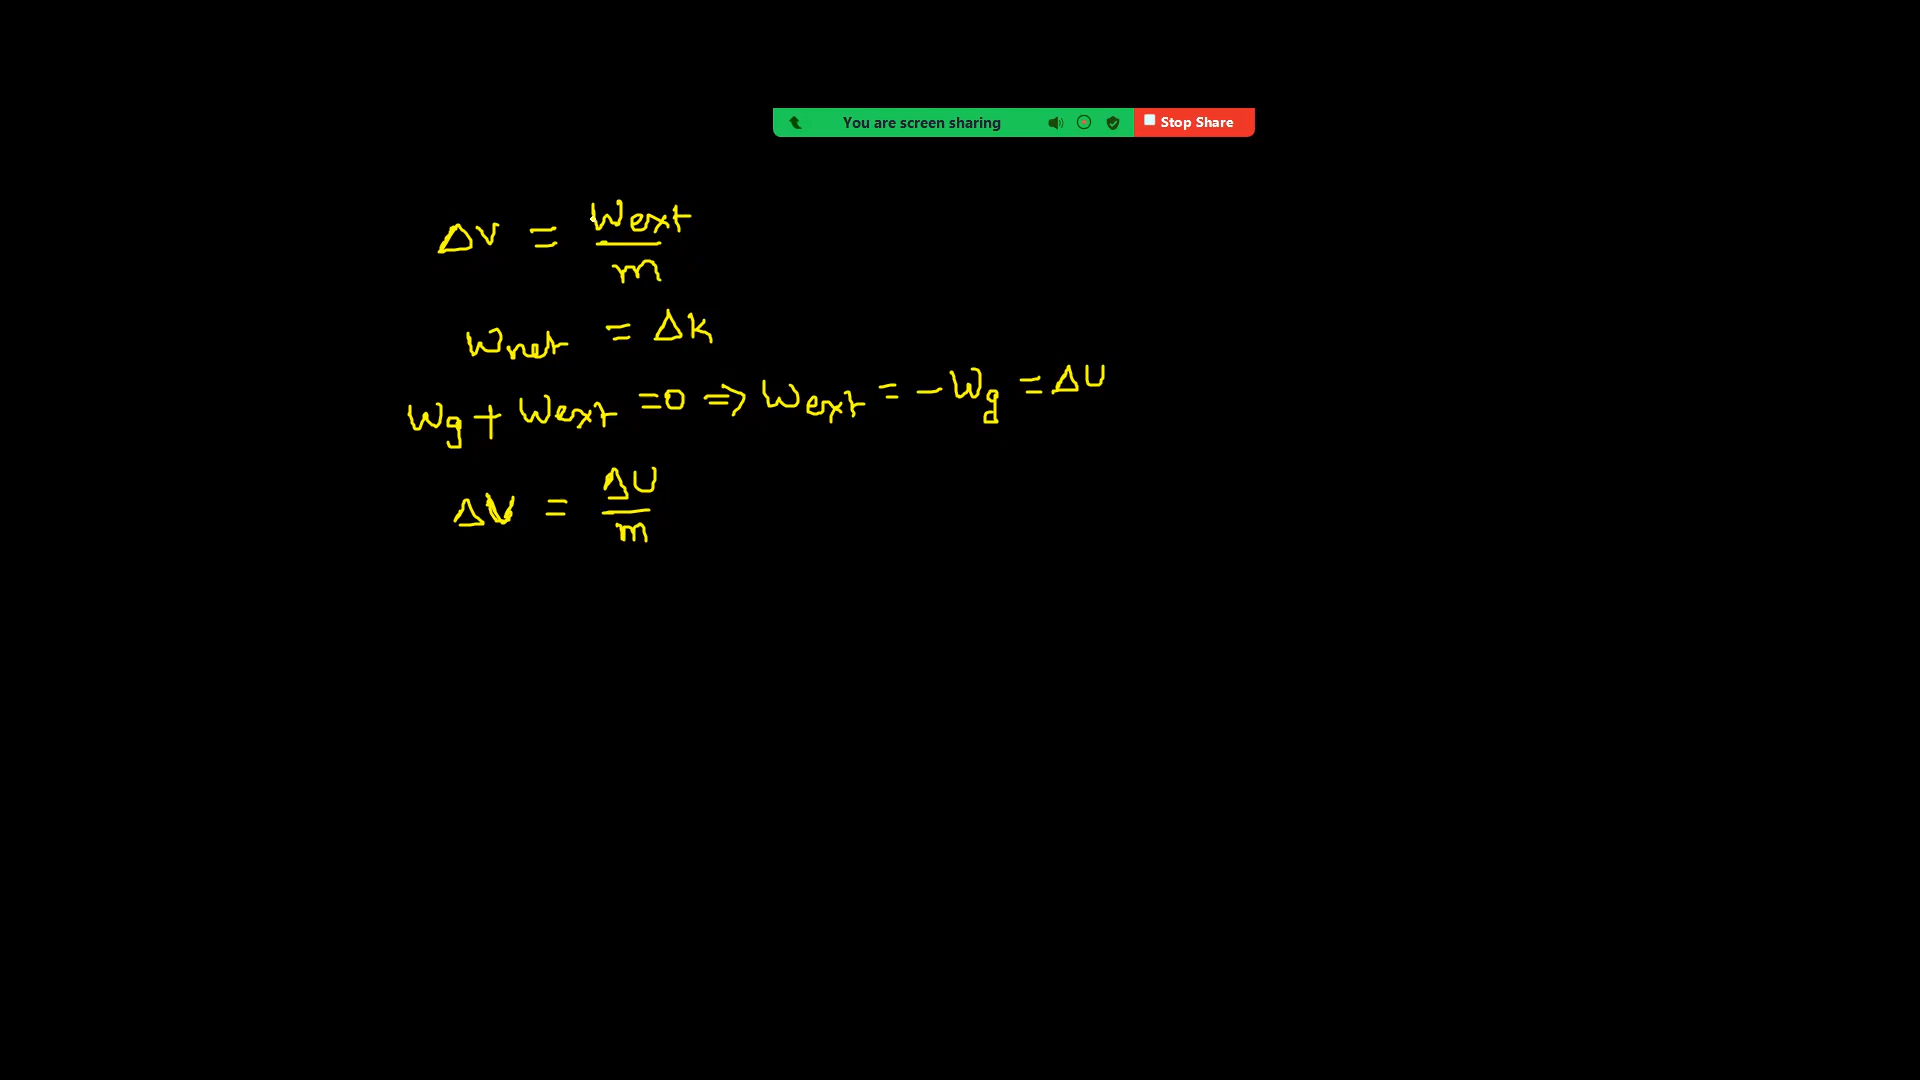 You are screen sharing Stop Share
ΔV = Wext/m
Wnet = ΔK
Wg + Wext = 0 ⇒ Wext = -Wg = ΔU
ΔV = ΔU/m